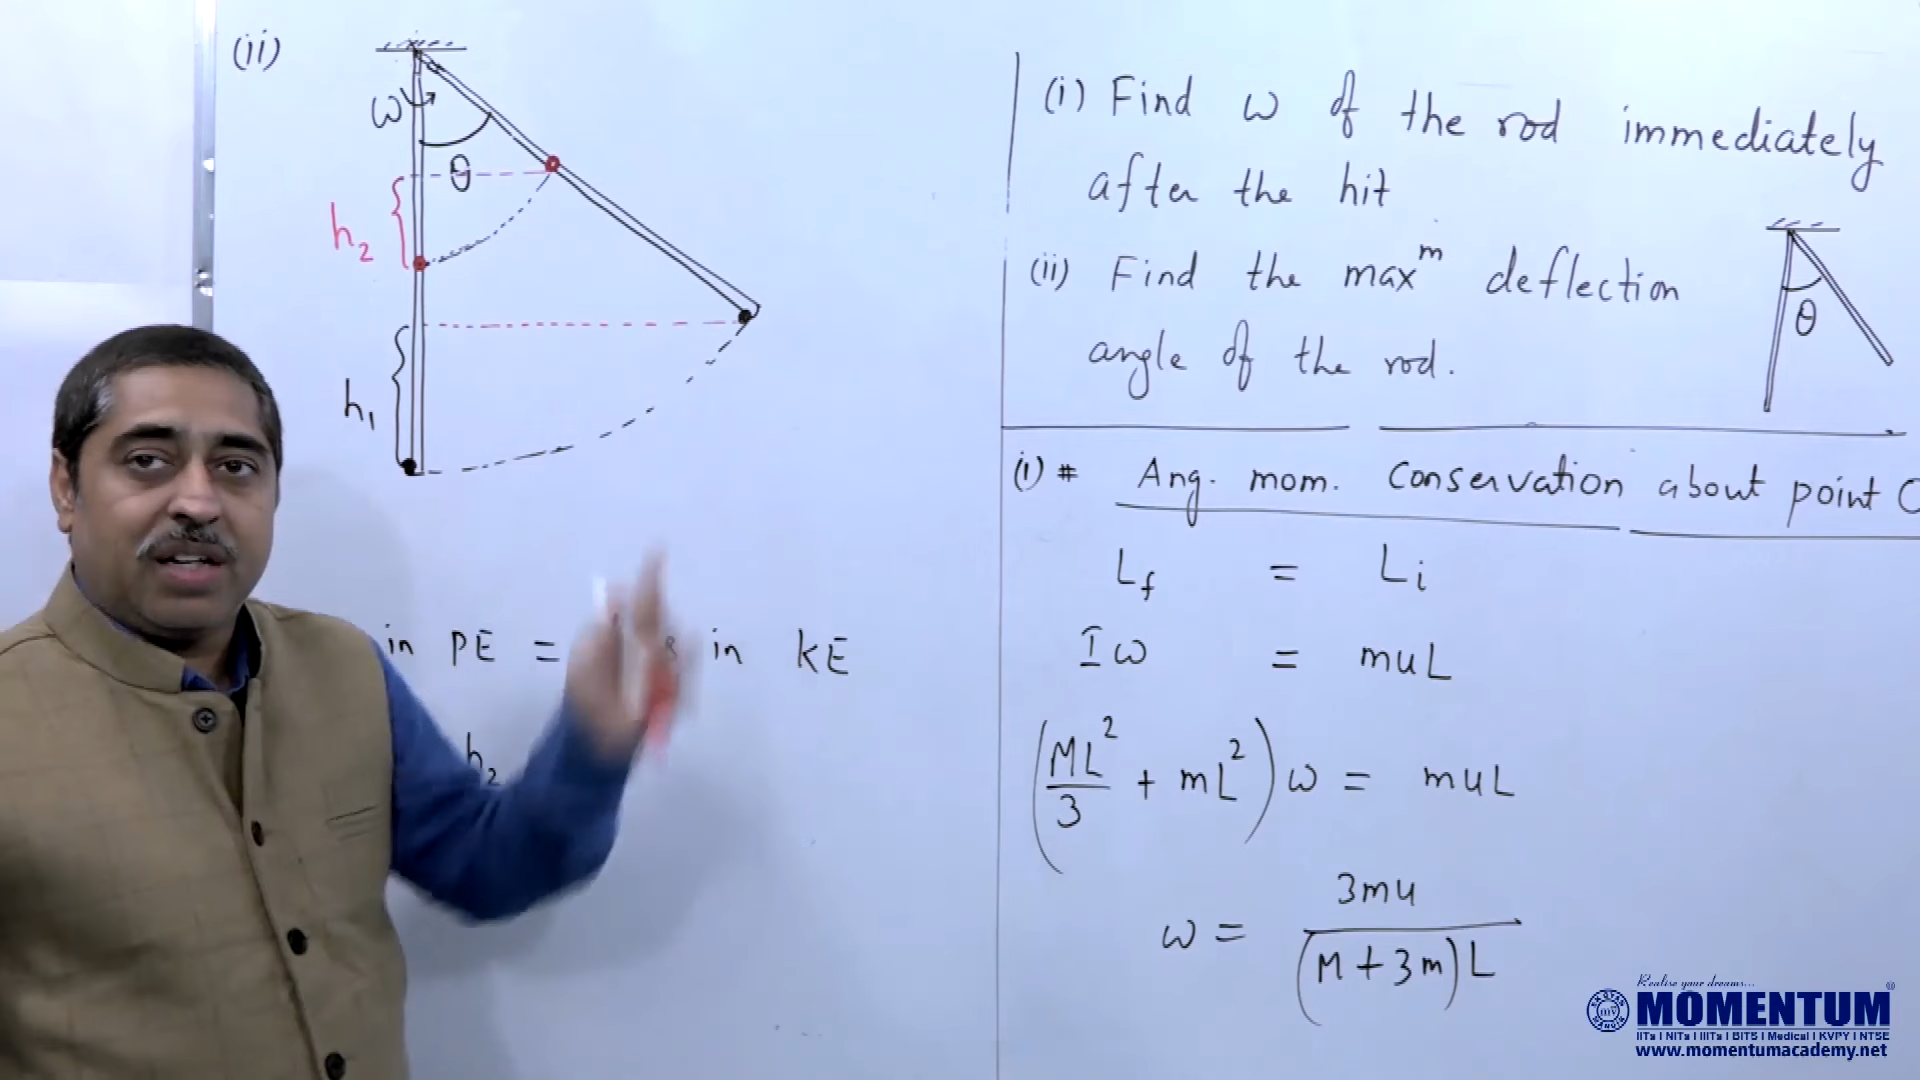 (ii)
ω
θ
h₂
h₁
in PE = in KE
h₂
(i) Find ω of the rod immediately
after the hit
(ii) Find the maxᵐ deflection
angle of the rod.
θ
(i) # Ang. mom. Conservation about point O
L_f = L_i
Iω = muL
(ML²/3 + mL²) ω = muL
ω = 3mu/(M + 3m)L
Realise your dreams...
MOMENTUM
IITs | NITs | IIITs | BITS | Medical | KVPY | NTSE
www.momentumacademy.net